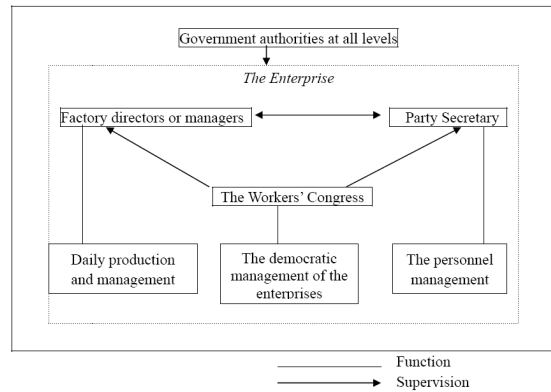 Government authorities at all levels
The Enterprise
Factory directors or managers
Party Secretary
The Workers' Congress
Daily production
and management
The democratic
management of the
enterprises
The personnel
management
Function
Supervision